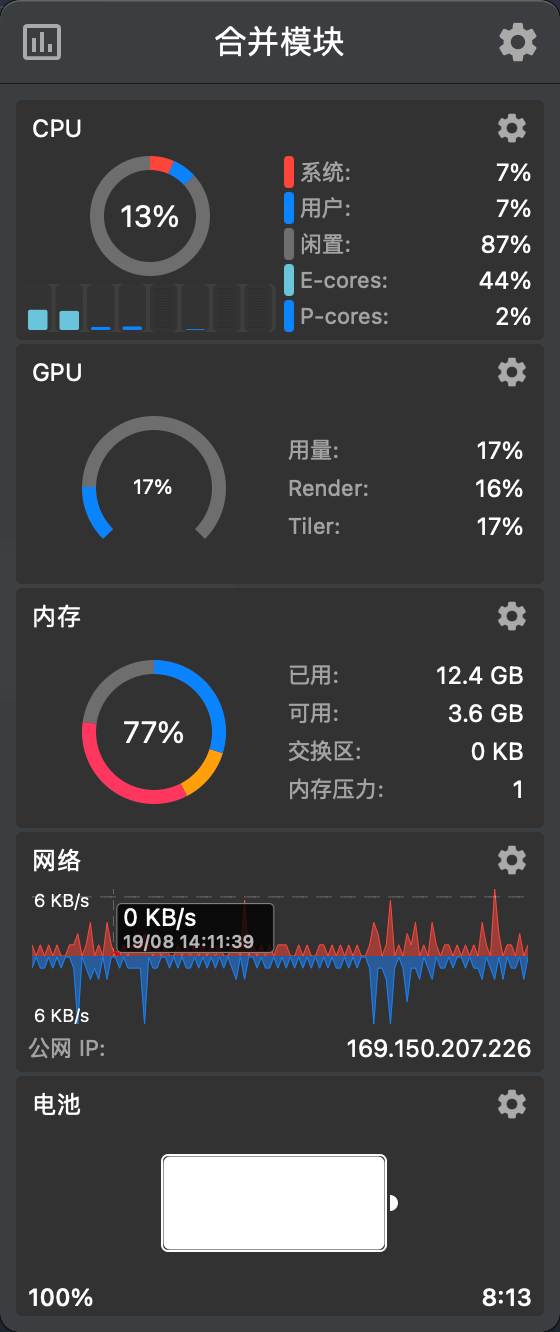 合并模块
CPU
13%
系统: 7%
用户: 7%
闲置: 87%
E-cores: 44%
P-cores: 2%
GPU
17%
用量: 17%
Render: 16%
Tiler: 17%
内存
77%
已用: 12.4 GB
可用: 3.6 GB
交换区: 0 KB
内存压力: 1
网络
6 KB/s
0 KB/s
19/08 14:11:39
6 KB/s
公网 IP: 169.150.207.226
电池
100% 8:13